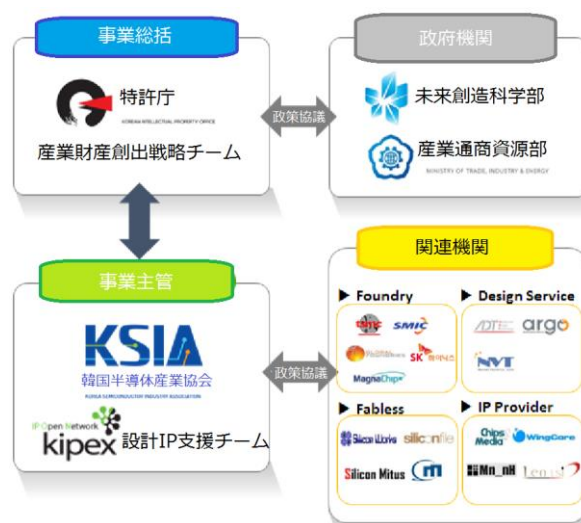 事業総括
特許庁
KOREAN INTELLECTUAL PROPERTY OFFICE
産業財産創出戦略チーム
政策協議
政府機関
未来創造科学部
産業通商資源部
MINISTRY OF TRADE, INDUSTRY & ENERGY
事業主管
KSIA
韓国半導体産業協会
KOREA SEMICONDUCTOR INDUSTRY ASSOCIATION
IP Open Network
kipex 設計IP支援チーム
政策協議
関連機関
▶ Foundry
SMIC
SK 하이닉스
MagnaChip
▶ Design Service
ADTEC
argo
NVT
▶ Fabless
Silicon Works
siliconfile
Silicon Mitus
▶ IP Provider
Chips Media
WingCore